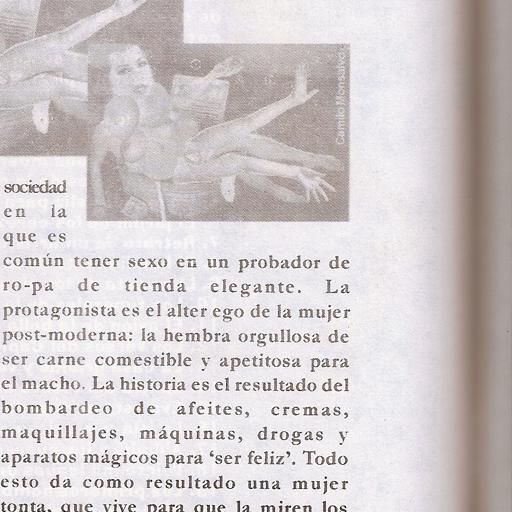 Camilo Monsalve
sociedad
en la
que es
común tener sexo en un probador de
ro-pa de tienda elegante. La
protagonista es el alter ego de la mujer
post-moderna: la hembra orgullosa de
ser carne comestible y apetitosa para
el macho. La historia es el resultado del
bombardeo de afeites, cremas,
maquillajes, máquinas, drogas y
aparatos mágicos para ‘ser feliz’. Todo
esto da como resultado una mujer
tonta, que vive para que la miren los